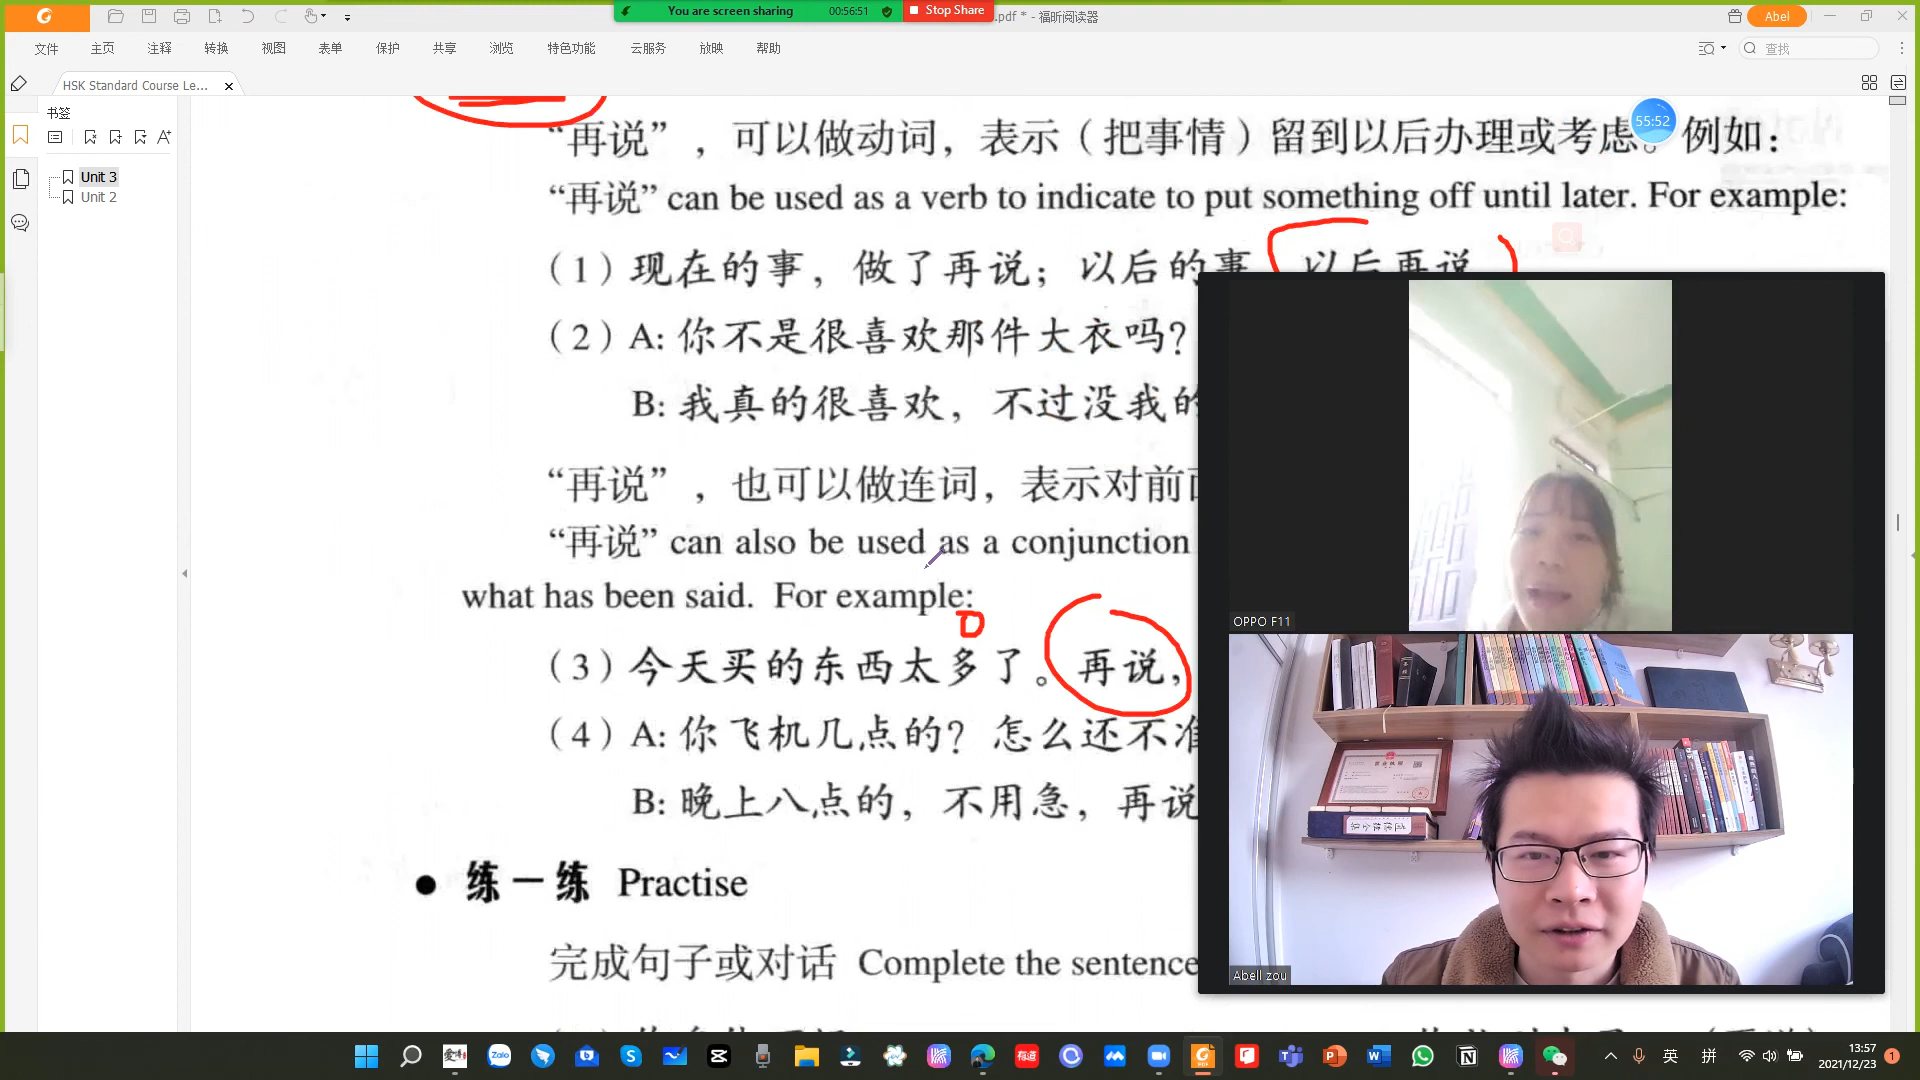 You are screen sharing
00:56:51
Stop Share
.pdf * - 福昕阅读器
Abel
文件 主页 注释 转换 视图 表单 保护 共享 浏览 特色功能 云服务 放映 帮助
查找
HSK Standard Course Le...
书签
Unit 3
Unit 2
“再说”，可以做动词，表示（把事情）留到以后办理或考虑。例如：
55:52
“再说” can be used as a verb to indicate to put something off until later. For example:
（1）现在的事，做了再说；以后的事 以后再说
（2）A: 你不是很喜欢那件大衣吗？
B: 我真的很喜欢，不过没我的
“再说”，也可以做连词，表示对前
“再说” can also be used as a conjunction
what has been said. For example:
（3）今天买的东西太多了。再说，
（4）A: 你飞机几点的？怎么还不准
B: 晚上八点的，不用急，再说
● 练一练 Practise
完成句子或对话 Complete the sentence
OPPO F11
Abell zou
Zalo
有道
英
拼
13:57
2021/12/23
1